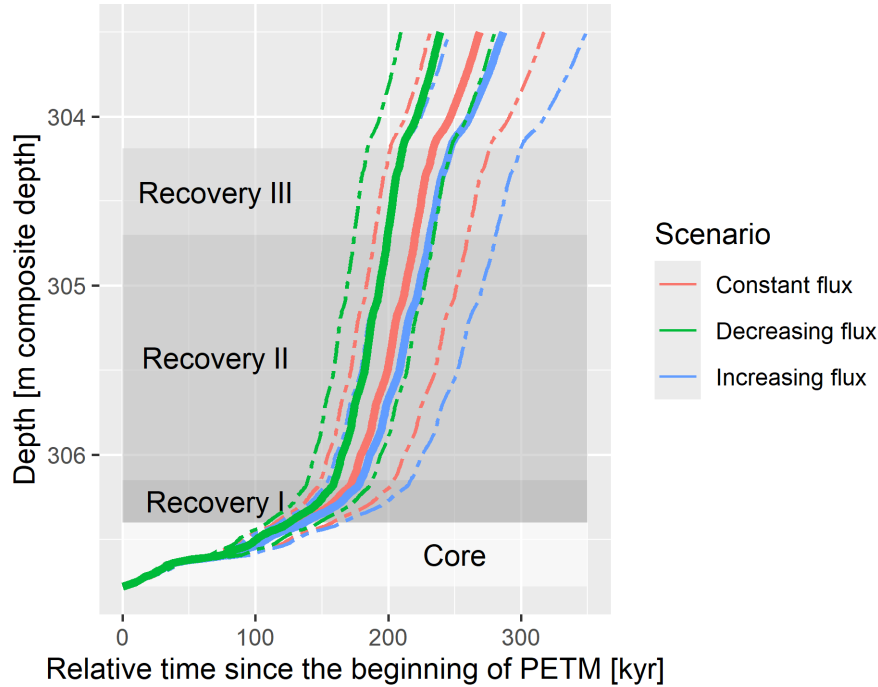 Depth [m composite depth]
304
305
306
Recovery III
Recovery II
Recovery I
Core
0
100
200
300
Relative time since the beginning of PETM [kyr]
Scenario
Constant flux
Decreasing flux
Increasing flux